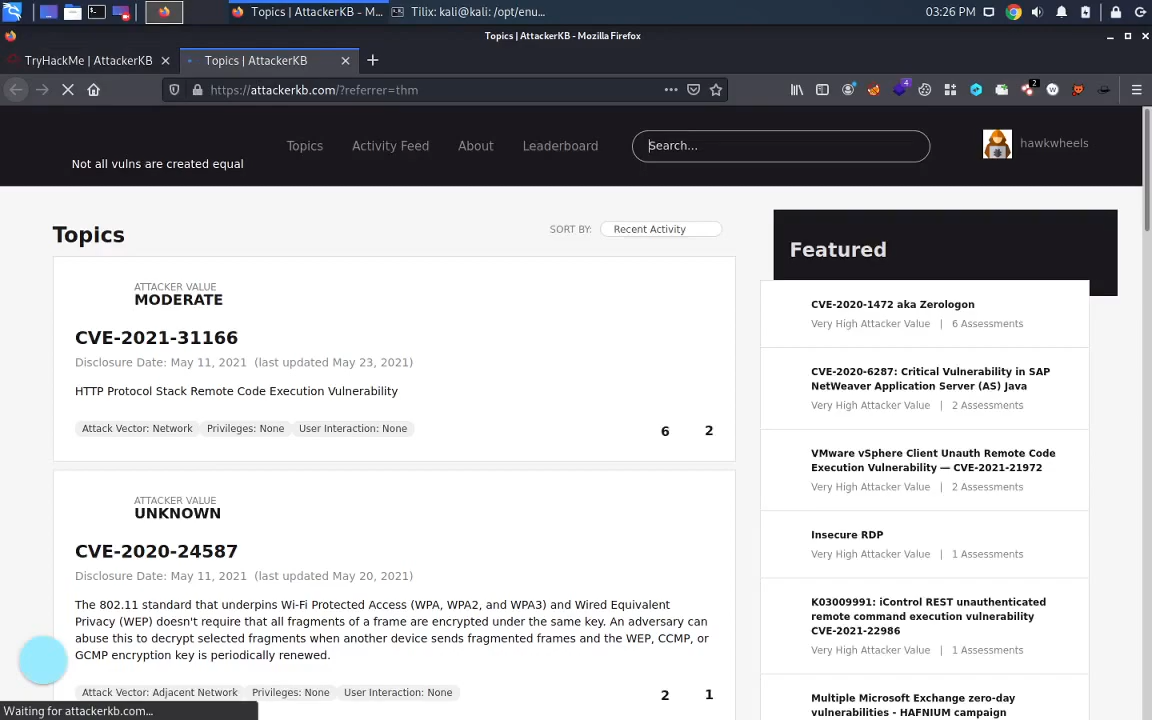 Topics | AttackerKB - M...
Tilix: kali@kali: /opt/enu...
03:26 PM
Topics | AttackerKB - Mozilla Firefox
TryHackMe | AttackerKB
Topics | AttackerKB
https://attackerkb.com/?referrer=thm
4
2
Not all vulns are created equal
Topics
Activity Feed
About
Leaderboard
Search...
hawkwheels
Topics
SORT BY:
Recent Activity
ATTACKER VALUE
MODERATE
CVE-2021-31166
Disclosure Date: May 11, 2021 (last updated May 23, 2021)
HTTP Protocol Stack Remote Code Execution Vulnerability
Attack Vector: Network
Privileges: None
User Interaction: None
6
2
ATTACKER VALUE
UNKNOWN
CVE-2020-24587
Disclosure Date: May 11, 2021 (last updated May 20, 2021)
The 802.11 standard that underpins Wi-Fi Protected Access (WPA, WPA2, and WPA3) and Wired Equivalent
Privacy (WEP) doesn't require that all fragments of a frame are encrypted under the same key. An adversary can
abuse this to decrypt selected fragments when another device sends fragmented frames and the WEP, CCMP, or
GCMP encryption key is periodically renewed.
Attack Vector: Adjacent Network
Privileges: None
User Interaction: None
2
1
Featured
CVE-2020-1472 aka Zerologon
Very High Attacker Value | 6 Assessments
CVE-2020-6287: Critical Vulnerability in SAP
NetWeaver Application Server (AS) Java
Very High Attacker Value | 2 Assessments
VMware vSphere Client Unauth Remote Code
Execution Vulnerability — CVE-2021-21972
Very High Attacker Value | 2 Assessments
Insecure RDP
Very High Attacker Value | 1 Assessments
K03009991: iControl REST unauthenticated
remote command execution vulnerability
CVE-2021-22986
Very High Attacker Value | 1 Assessments
Multiple Microsoft Exchange zero-day
vulnerabilities - HAFNIUM campaign
Waiting for attackerkb.com...